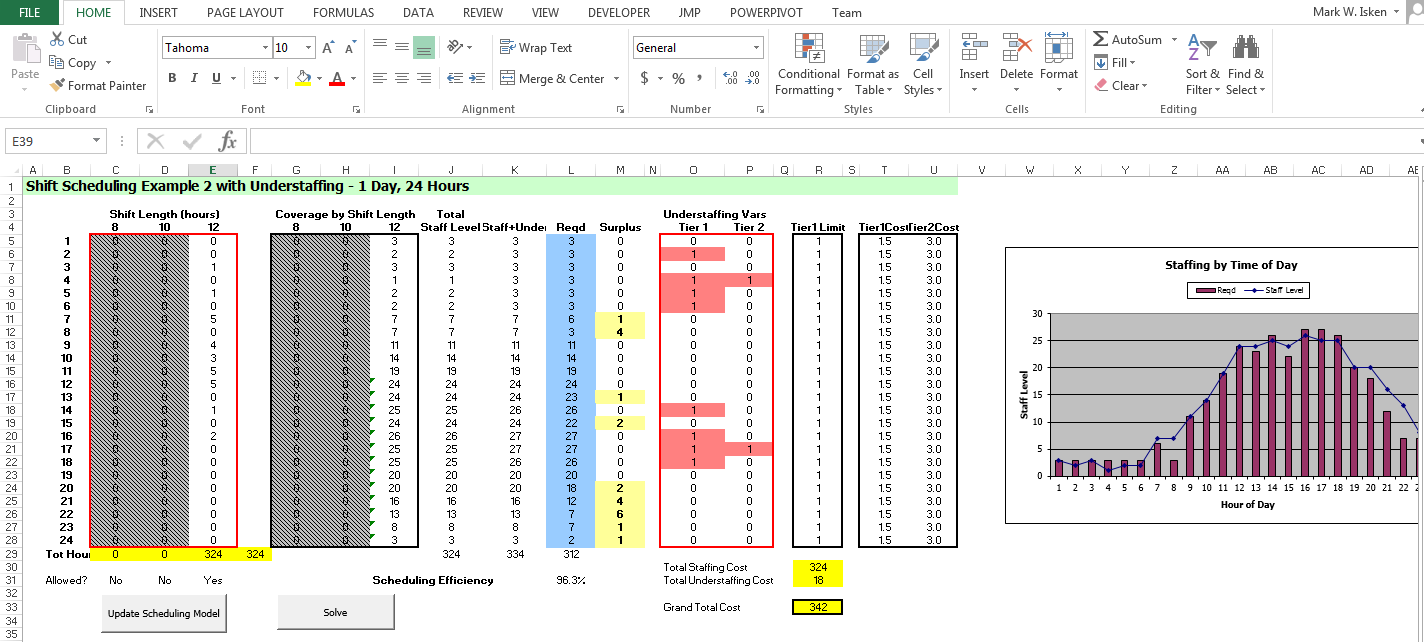 FILE HOME INSERT PAGE LAYOUT FORMULAS DATA REVIEW VIEW DEVELOPER JMP POWERPIVOT Team Mark W. Isken
Cut
Copy
Format Painter
Paste
Clipboard
Tahoma 10
B I U
Font
Wrap Text
Merge & Center
Alignment
General
$ % ,
Number
Conditional Formatting
Format as Table
Cell Styles
Styles
Insert Delete Format
Cells
AutoSum
Fill
Clear
Sort & Filter
Find & Select
Editing
E39 fx
A B C D E F G H I J K L M N O P Q R S T U V W X Y Z AA AB AC AD AE
1 Shift Scheduling Example 2 with Understaffing - 1 Day, 24 Hours
2
3 Shift Length (hours) Coverage by Shift Length Total Understaffing Vars
4 8 10 12 8 10 12 Staff Level Staff+Under Reqd Surplus Tier 1 Tier 2 Tier1 Limit Tier1Cost Tier2Cost
5 1 0 0 0 0 0 3 3 3 3 0 0 0 1 1.5 3.0
6 2 0 0 0 0 0 2 2 3 3 0 1 0 1 1.5 3.0
7 3 0 0 1 0 0 3 3 3 3 0 0 0 1 1.5 3.0
8 4 0 0 0 0 0 1 1 3 3 0 1 1 1 1.5 3.0
9 5 0 0 1 0 0 2 2 3 3 0 1 0 1 1.5 3.0
10 6 0 0 0 0 0 2 2 3 3 0 1 0 1 1.5 3.0
11 7 0 0 5 0 0 7 7 7 6 1 0 0 1 1.5 3.0
12 8 0 0 0 0 0 7 7 7 3 4 0 0 1 1.5 3.0
13 9 0 0 4 0 0 11 11 11 11 0 0 0 1 1.5 3.0
14 10 0 0 3 0 0 14 14 14 14 0 0 0 1 1.5 3.0
15 11 0 0 5 0 0 19 19 19 19 0 0 0 1 1.5 3.0
16 12 0 0 5 0 0 24 24 24 24 0 0 0 1 1.5 3.0
17 13 0 0 0 0 0 24 24 24 23 1 0 0 1 1.5 3.0
18 14 0 0 1 0 0 25 25 26 26 0 1 0 1 1.5 3.0
19 15 0 0 0 0 0 24 24 24 22 2 0 0 1 1.5 3.0
20 16 0 0 2 0 0 26 26 27 27 0 1 0 1 1.5 3.0
21 17 0 0 0 0 0 25 25 27 27 0 1 1 1 1.5 3.0
22 18 0 0 0 0 0 25 25 26 26 0 1 0 1 1.5 3.0
23 19 0 0 0 0 0 20 20 20 20 0 0 0 1 1.5 3.0
24 20 0 0 0 0 0 20 20 20 18 2 0 0 1 1.5 3.0
25 21 0 0 0 0 0 16 16 16 12 4 0 0 1 1.5 3.0
26 22 0 0 0 0 0 13 13 13 7 6 0 0 1 1.5 3.0
27 23 0 0 0 0 0 8 8 8 7 1 0 0 1 1.5 3.0
28 24 0 0 0 0 0 3 3 3 2 1 0 0 1 1.5 3.0
29 Tot Hour 0 0 324 324 324 334 312
30 Total Staffing Cost 324
31 Allowed? No No Yes Scheduling Efficiency 96.3% Total Understaffing Cost 18
32
33 Grand Total Cost 342
34
35
Update Scheduling Model Solve
Staffing by Time of Day
Reqd Staff Level
Staff Level
30
25
20
15
10
5
0
1 2 3 4 5 6 7 8 9 10 11 12 13 14 15 16 17 18 19 20 21 22 2
Hour of Day